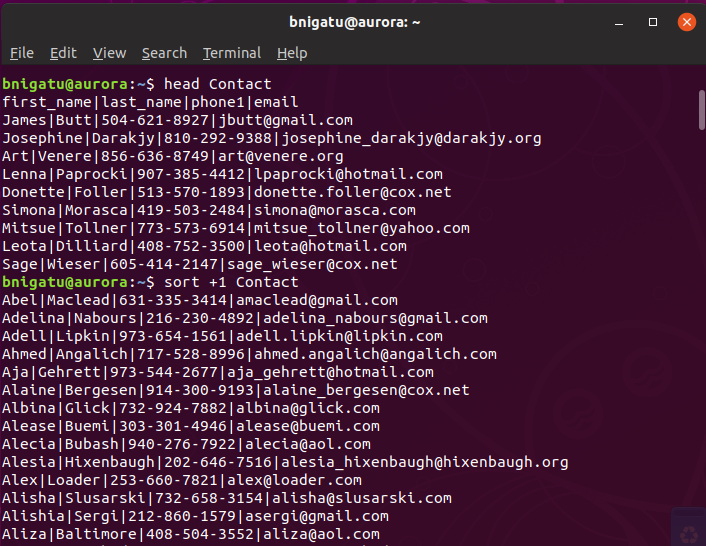 bnigatu@aurora: ~
File Edit View Search Terminal Help
bnigatu@aurora:~$ head Contact
first_name|last_name|phone1|email
James|Butt|504-621-8927|jbutt@gmail.com
Josephine|Darakjy|810-292-9388|josephine_darakjy@darakjy.org
Art|Venere|856-636-8749|art@venere.org
Lenna|Paprocki|907-385-4412|lpaprocki@hotmail.com
Donette|Foller|513-570-1893|donette.foller@cox.net
Simona|Morasca|419-503-2484|simona@morasca.com
Mitsue|Tollner|773-573-6914|mitsue_tollner@yahoo.com
Leota|Dilliard|408-752-3500|leota@hotmail.com
Sage|Wieser|605-414-2147|sage_wieser@cox.net
bnigatu@aurora:~$ sort +1 Contact
Abel|Maclead|631-335-3414|amaclead@gmail.com
Adelina|Nabours|216-230-4892|adelina_nabours@gmail.com
Adell|Lipkin|973-654-1561|adell.lipkin@lipkin.com
Ahmed|Angalich|717-528-8996|ahmed.angalich@angalich.com
Aja|Gehrett|973-544-2677|aja_gehrett@hotmail.com
Alaine|Bergesen|914-300-9193|alaine_bergesen@cox.net
Albina|Glick|732-924-7882|albina@glick.com
Alease|Buemi|303-301-4946|alease@buemi.com
Alecia|Bubash|940-276-7922|alecia@aol.com
Alesia|Hixenbaugh|202-646-7516|alesia_hixenbaugh@hixenbaugh.org
Alex|Loader|253-660-7821|alex@loader.com
Alisha|Slusarski|732-658-3154|alisha@slusarski.com
Alishia|Sergi|212-860-1579|asergi@gmail.com
Aliza|Baltimore|408-504-3552|aliza@aol.com